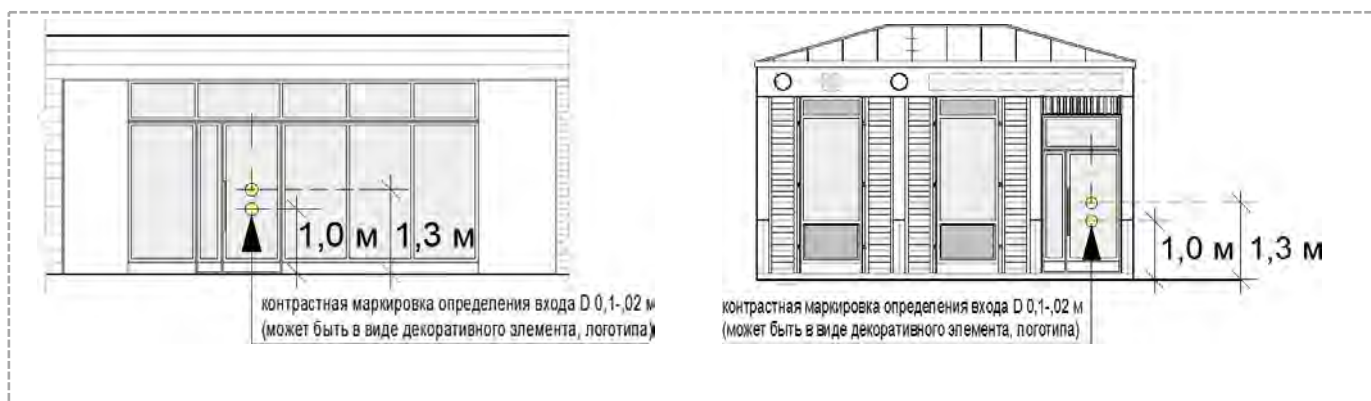 1,0 м 1,3 м
контрастная маркировка определения входа D 0,1-,02 м
(может быть в виде декоративного элемента, логотипа)
1,0 м 1,3 м
контрастная маркировка определения входа D 0,1-,02 м
(может быть в виде декоративного элемента, логотипа)